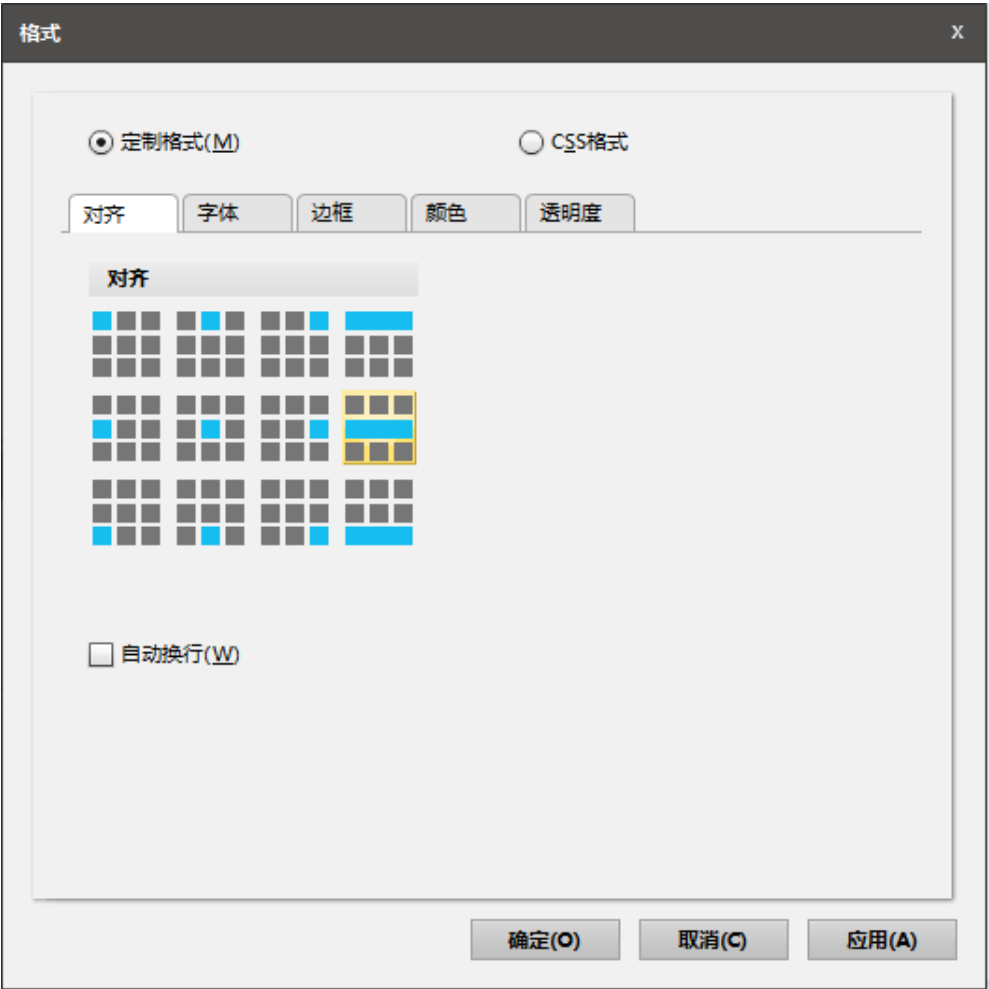 格式 x
定制格式(M) CSS格式
对齐 字体 边框 颜色 透明度
对齐
自动换行(W)
确定(O) 取消(C) 应用(A)